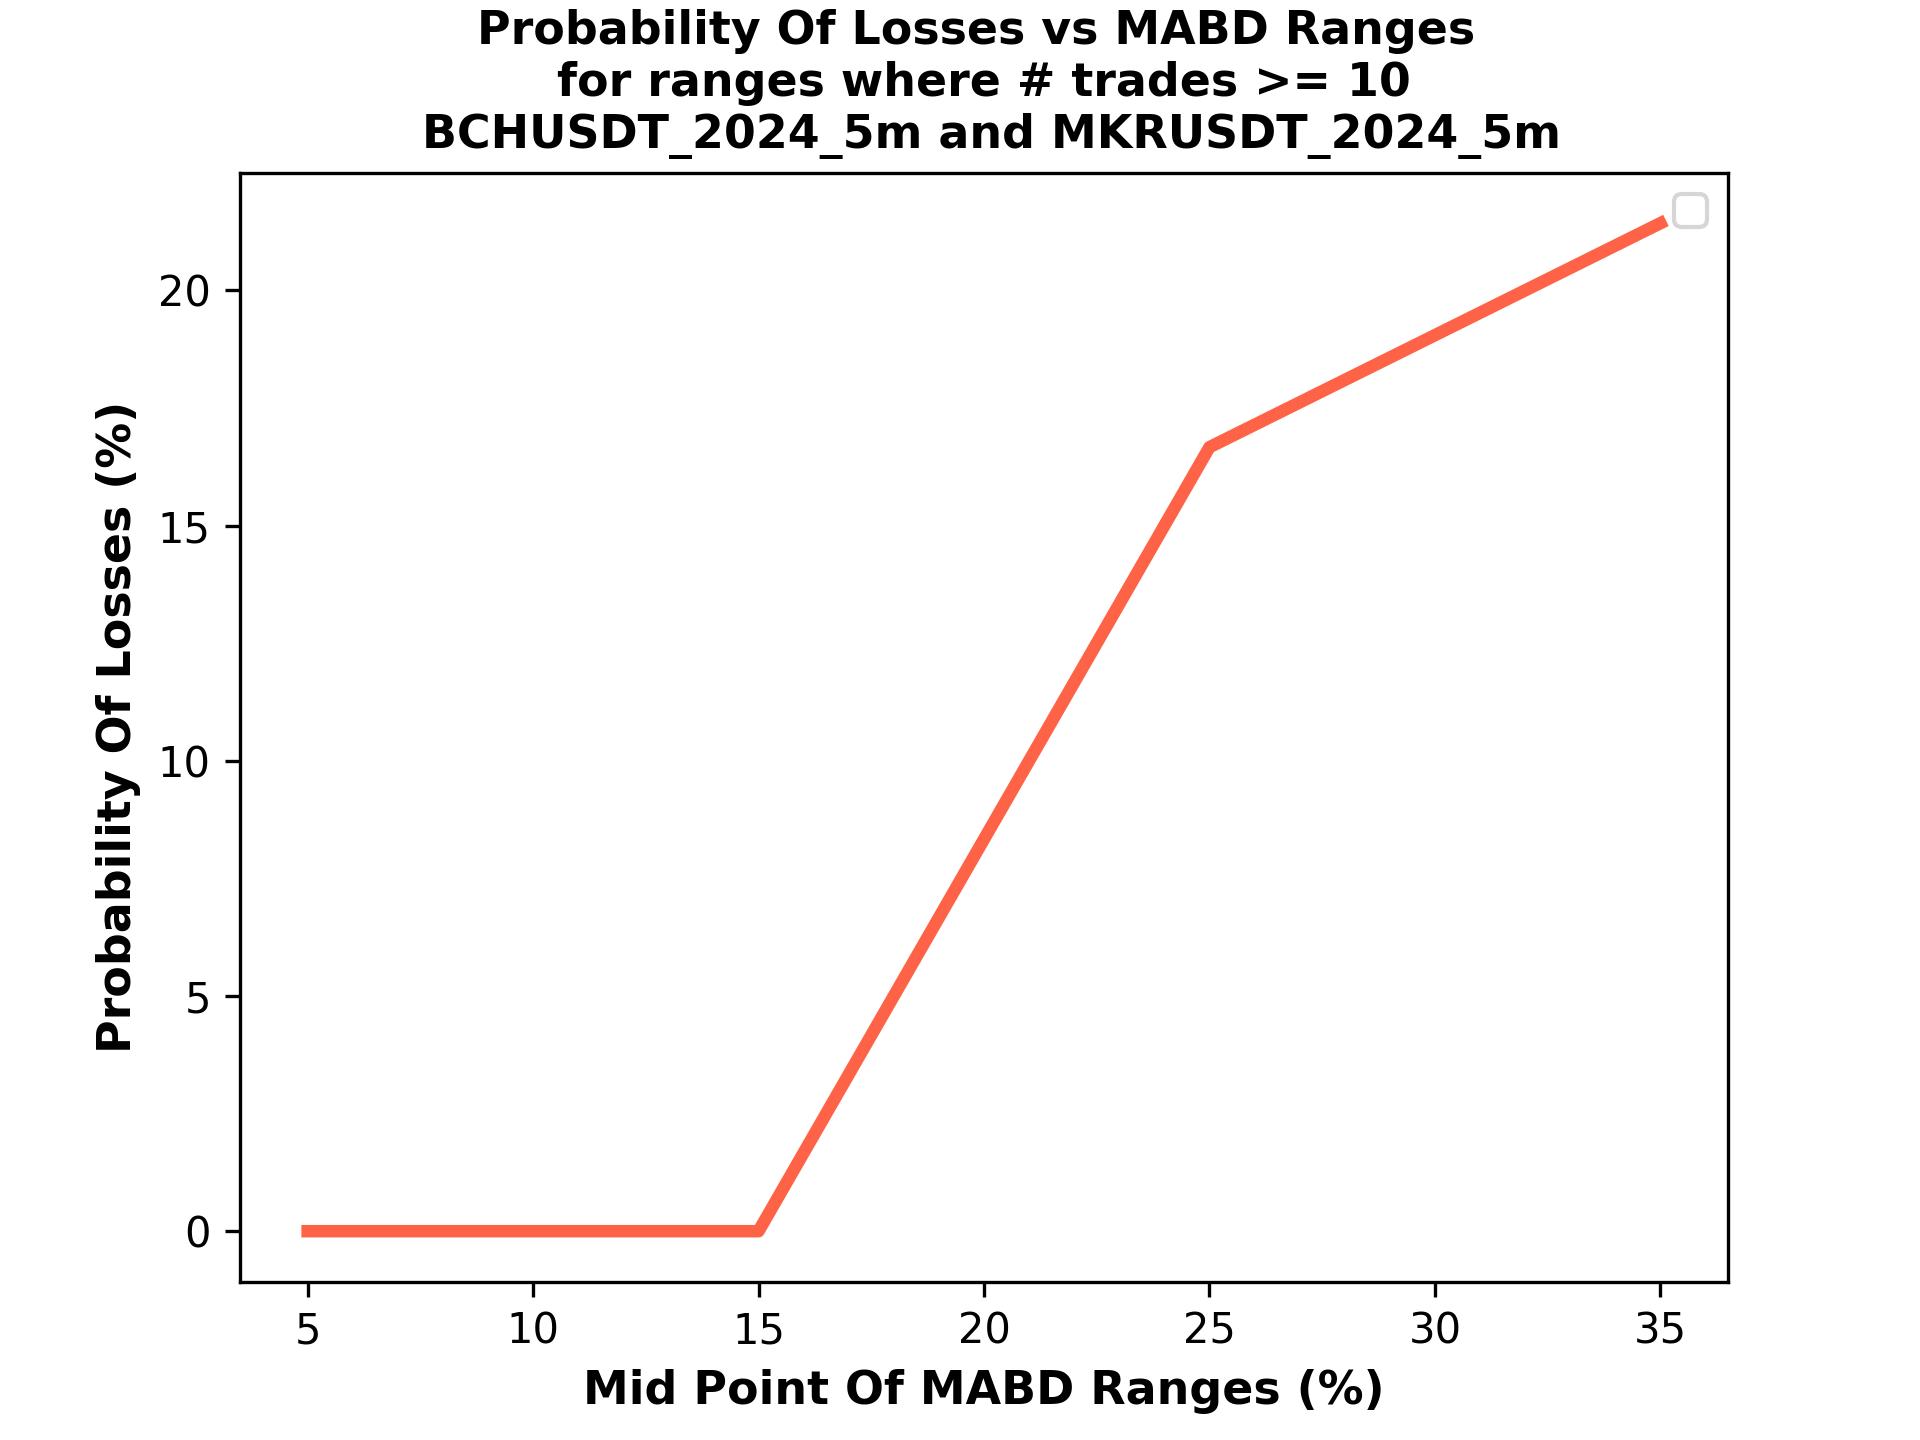 Probability Of Losses vs MABD Ranges
for ranges where # trades >= 10
BCHUSDT_2024_5m and MKRUSDT_2024_5m
Probability Of Losses (%)
20
15
10
5
0
5 10 15 20 25 30 35
Mid Point Of MABD Ranges (%)